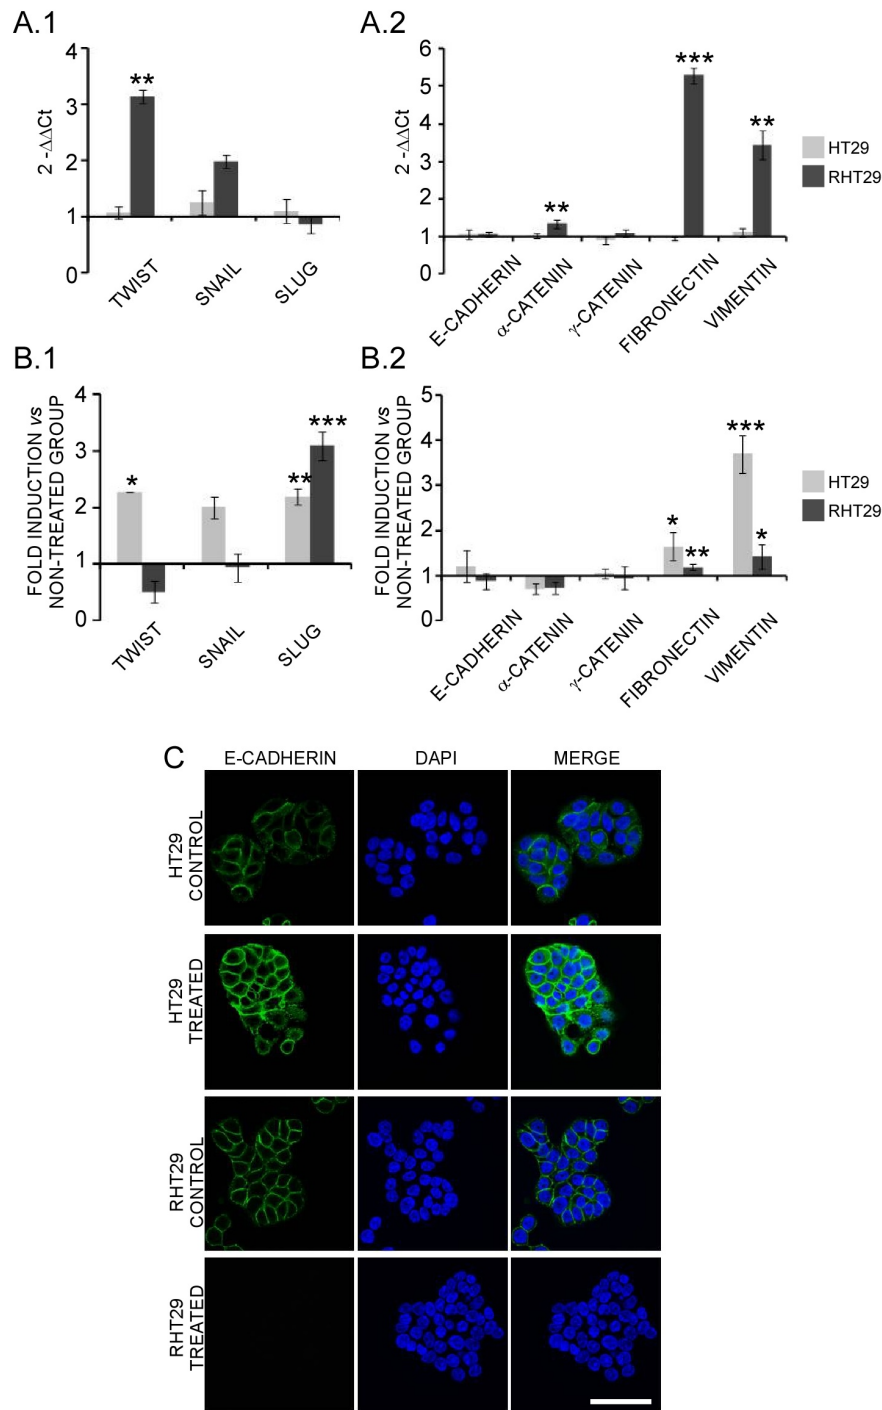 A.1
A.2
2 -ΔΔCt
4
3
2
1
0
**
TWIST
SNAIL
SLUG
2 -ΔΔCt
6
5
4
3
2
1
0
**
***
**
E-CADHERIN
α-CATENIN
γ-CATENIN
FIBRONECTIN
VIMENTIN
HT29
RHT29
B.1
B.2
FOLD INDUCTION vs
NON-TREATED GROUP
4
3
2
1
0
*
**
***
TWIST
SNAIL
SLUG
FOLD INDUCTION vs
NON-TREATED GROUP
5
4
3
2
1
0
*
**
***
*
E-CADHERIN
α-CATENIN
γ-CATENIN
FIBRONECTIN
VIMENTIN
HT29
RHT29
C
E-CADHERIN
DAPI
MERGE
HT29
CONTROL
HT29
TREATED
RHT29
CONTROL
RHT29
TREATED